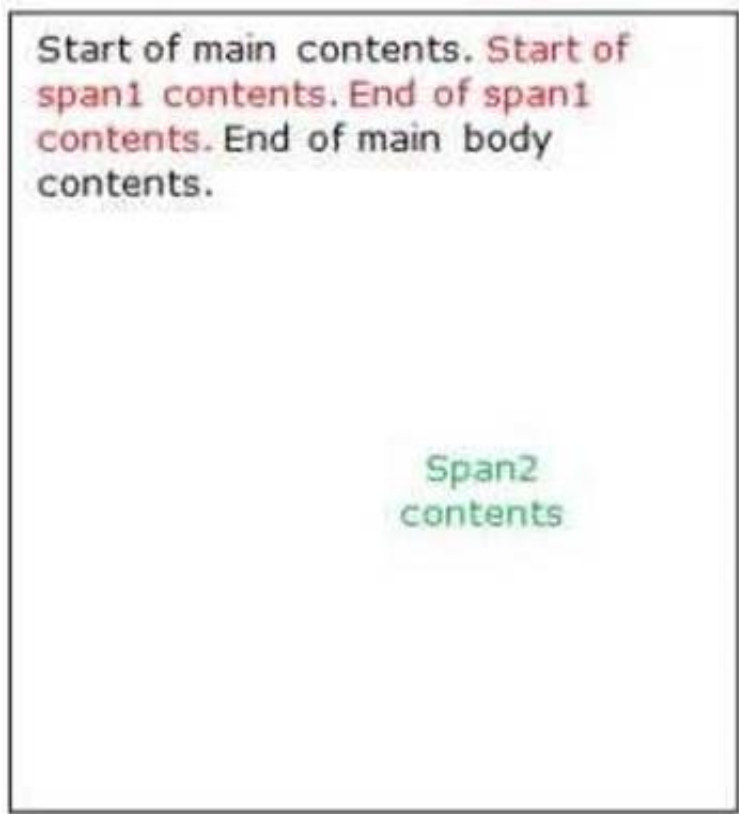 Start of main contents. Start of
span1 contents. End of span1
contents. End of main body
contents.
Span2
contents